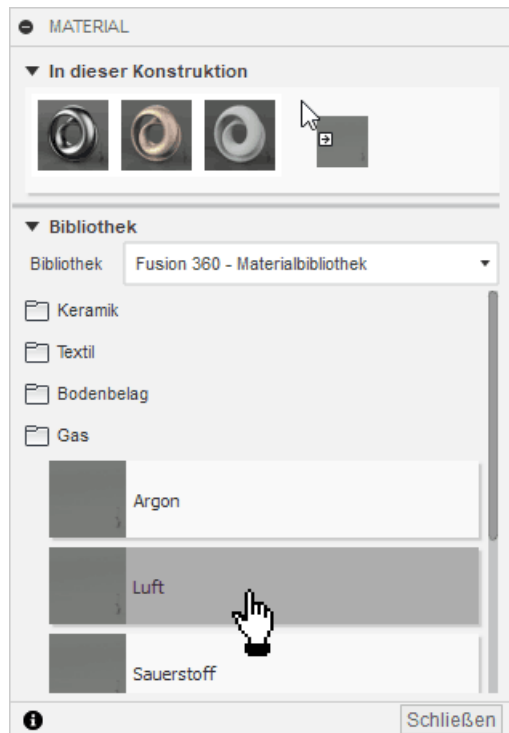 MATERIAL
In dieser Konstruktion
Bibliothek
Bibliothek Fusion 360 - Materialbibliothek
Keramik
Textil
Bodenbelag
Gas
Argon
Luft
Sauerstoff
Schließen